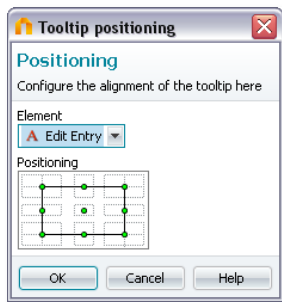 Tooltip positioning
Positioning
Configure the alignment of the tooltip here
Element
A Edit Entry
Positioning
OK Cancel Help